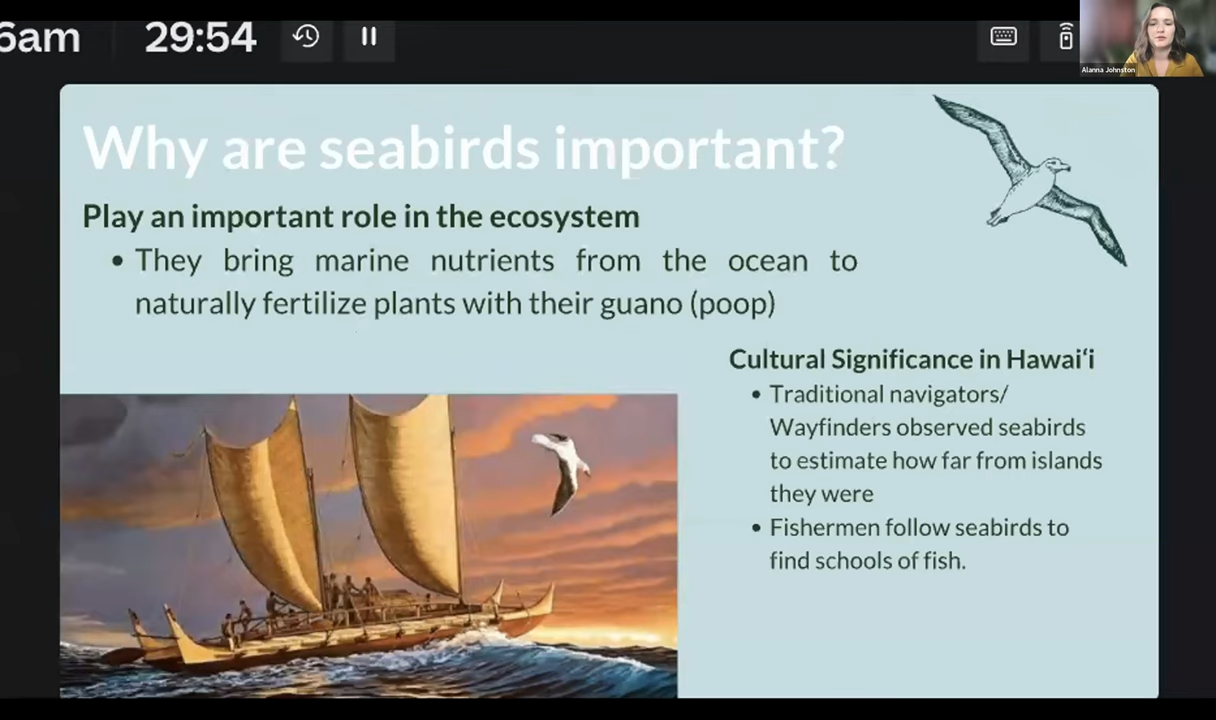 6am
29:54
Alanna Johnston
Why are seabirds important?
Play an important role in the ecosystem
• They bring marine nutrients from the ocean to
naturally fertilize plants with their guano (poop)
Cultural Significance in Hawaiʻi
• Traditional navigators/
Wayfinders observed seabirds
to estimate how far from islands
they were
• Fishermen follow seabirds to
find schools of fish.